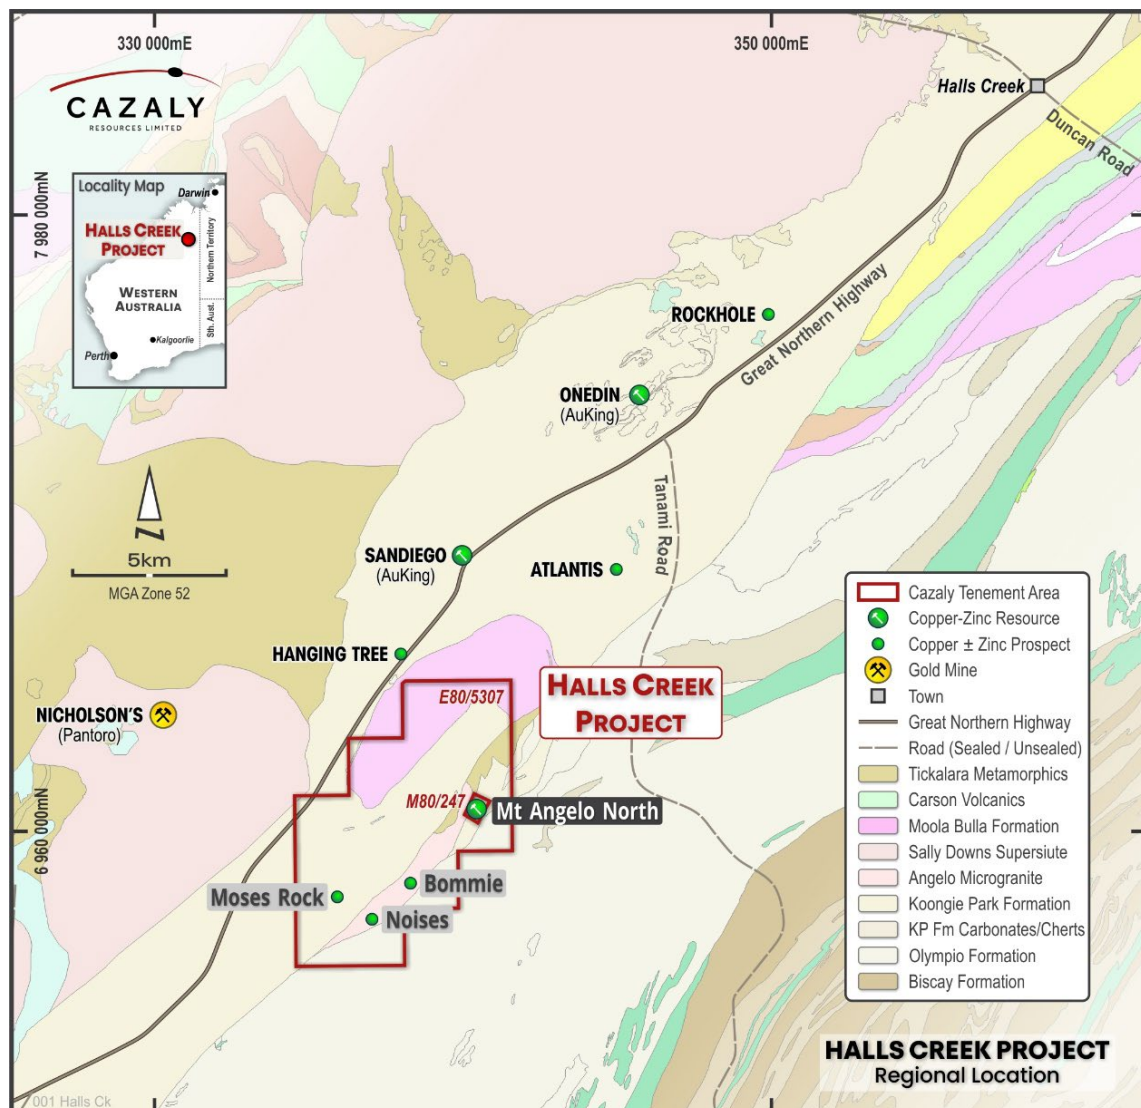 330 000mE
350 000mE
CAZALY
RESOURCES LIMITED
Halls Creek
Duncan Road
7 980 000mN
Locality Map
Darwin
HALLS CREEK
PROJECT
Northern Territory
WESTERN
AUSTRALIA
Sth. Aust.
Kalgoorlie
Perth
ROCKHOLE
Great Northern Highway
ONEDIN
(AuKing)
Tanami Road
N
5km
MGA Zone 52
SANDIEGO
(AuKing)
ATLANTIS
HANGING TREE
E80/5307
HALLS CREEK
PROJECT
NICHOLSON'S
(Pantoro)
M80/247
Mt Angelo North
6 960 000mN
Bommie
Moses Rock
Noises
Cazaly Tenement Area
Copper-Zinc Resource
Copper ± Zinc Prospect
Gold Mine
Town
Great Northern Highway
Road (Sealed / Unsealed)
Tickalara Metamorphics
Carson Volcanics
Moola Bulla Formation
Sally Downs Supersiute
Angelo Microgranite
Koongie Park Formation
KP Fm Carbonates/Cherts
Olympio Formation
Biscay Formation
HALLS CREEK PROJECT
Regional Location
001 Halls Ck